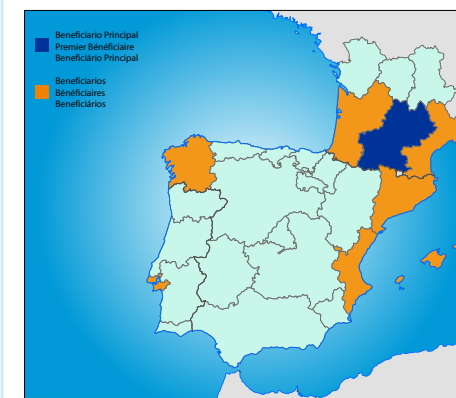 Beneficiario Principal
Premier Bénéficiaire
Beneficiário Principal
Beneficiarios
Bénéficiaires
Beneficiários